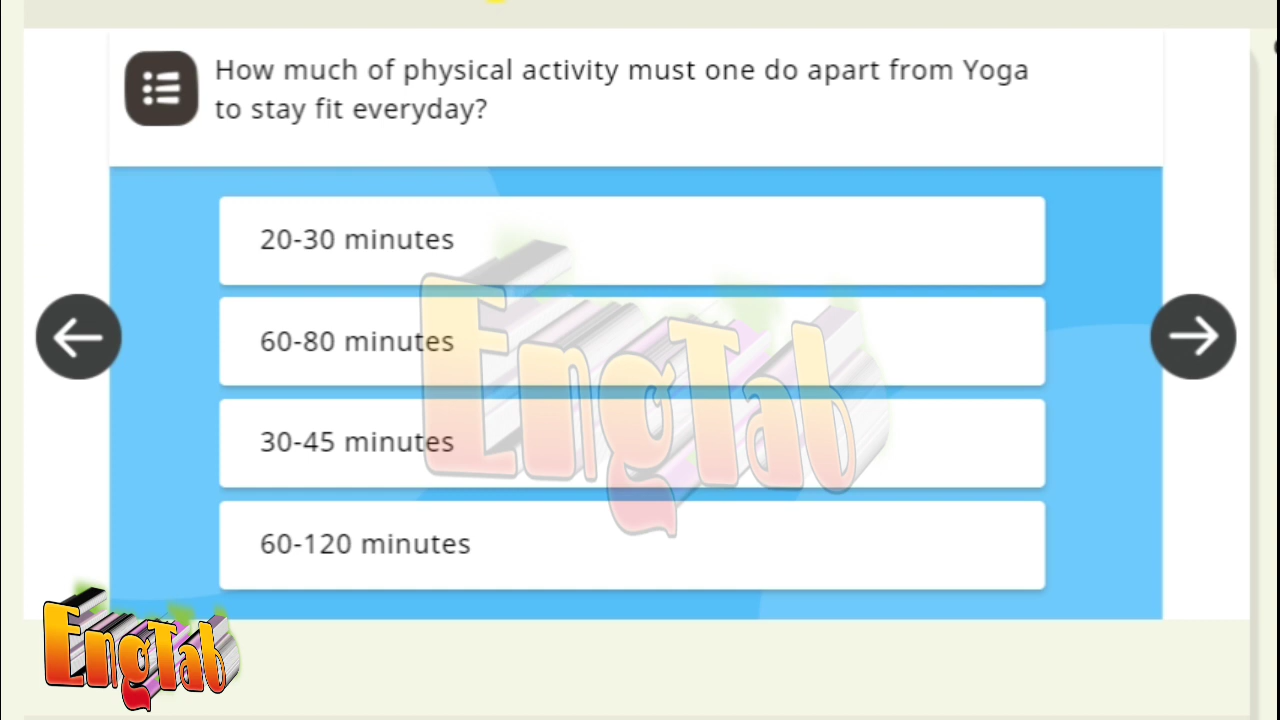 How much of physical activity must one do apart from Yoga
to stay fit everyday?
20-30 minutes
60-80 minutes
30-45 minutes
60-120 minutes
EngTab
EngTab